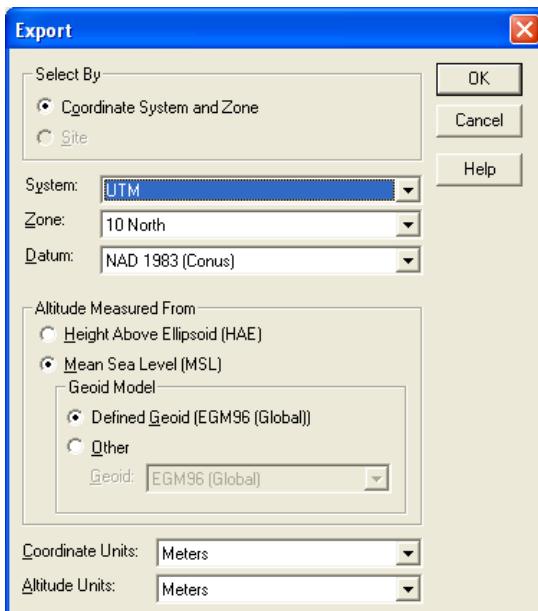 Export
Select By
OK
Coordinate System and Zone
Cancel
Site
Help
System: UTM
Zone: 10 North
Datum: NAD 1983 (Conus)
Altitude Measured From
Height Above Ellipsoid (HAE)
Mean Sea Level (MSL)
Geoid Model
Defined Geoid (EGM96 (Global))
Other
Geoid: EGM96 (Global)
Coordinate Units: Meters
Altitude Units: Meters